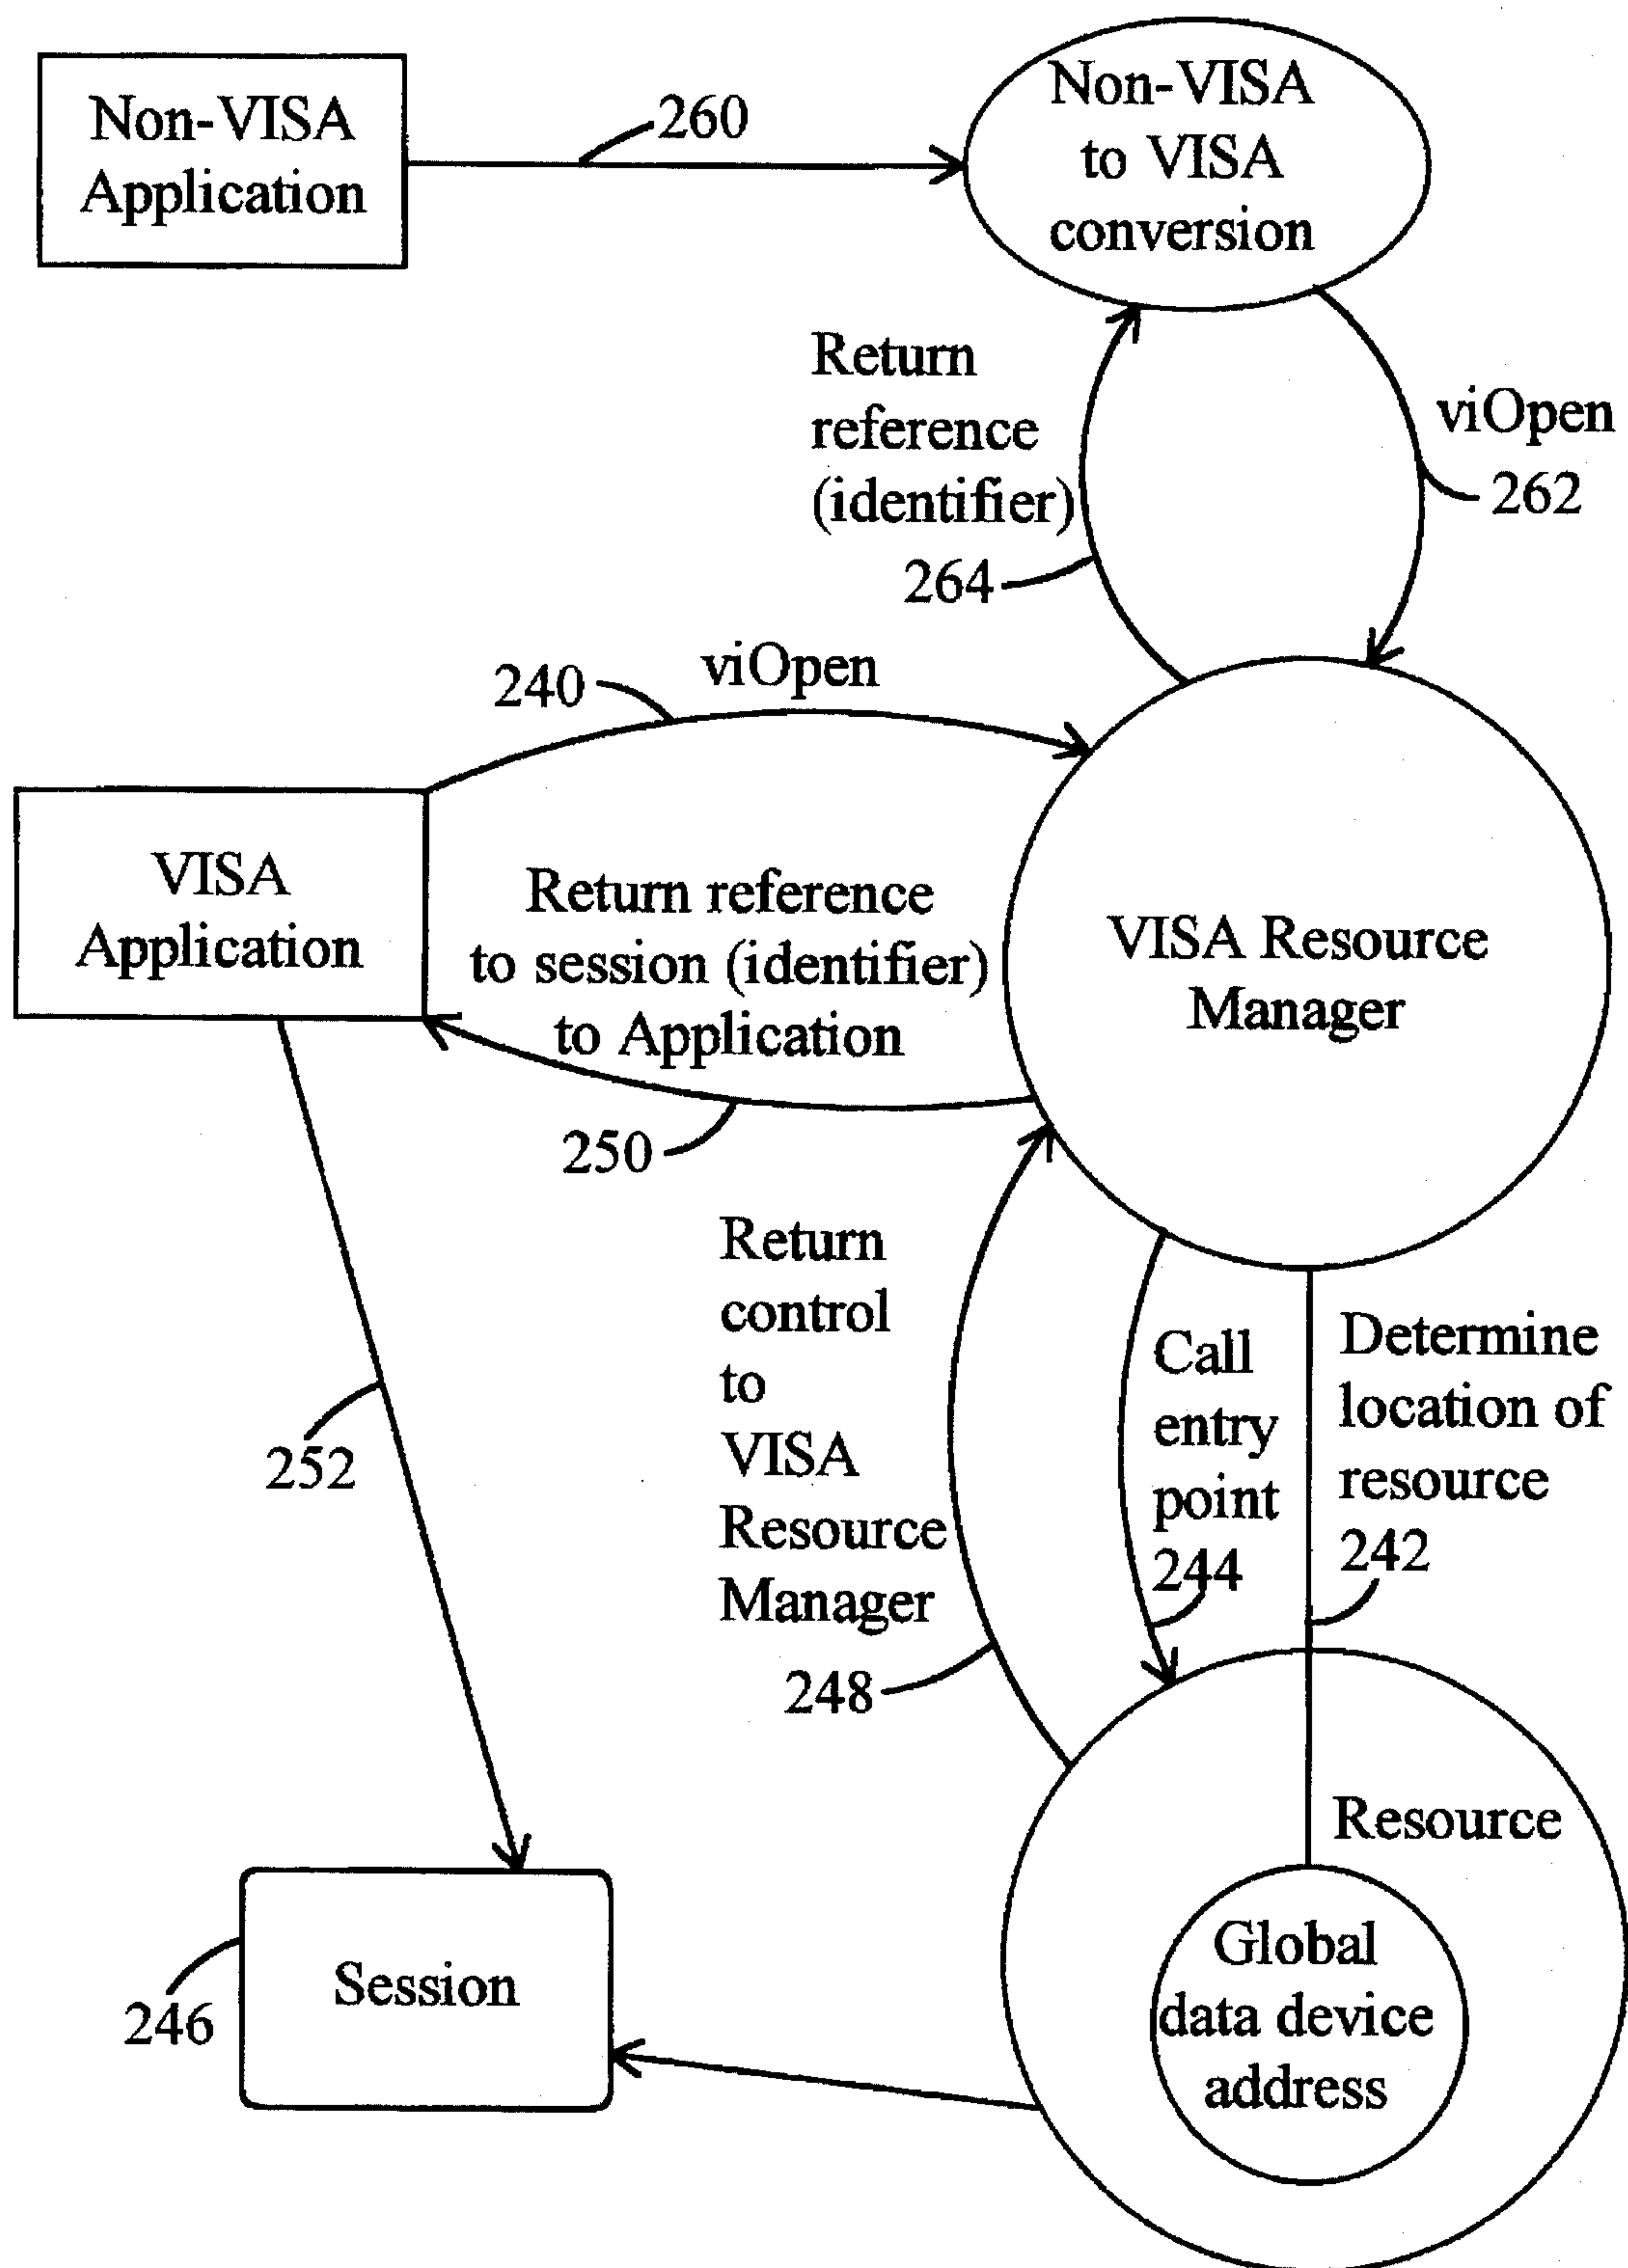 Non-VISA
Application
260
Non-VISA
to VISA
conversion
Return
reference
(identifier)
264
viOpen
262
240
viOpen
VISA
Application
Return reference
to session (identifier)
to Application
250
VISA Resource
Manager
252
Return
control
to
VISA
Resource
Manager
248
Call
entry
point
244
Determine
location of
resource
242
Resource
Global
data device
address
Session
246